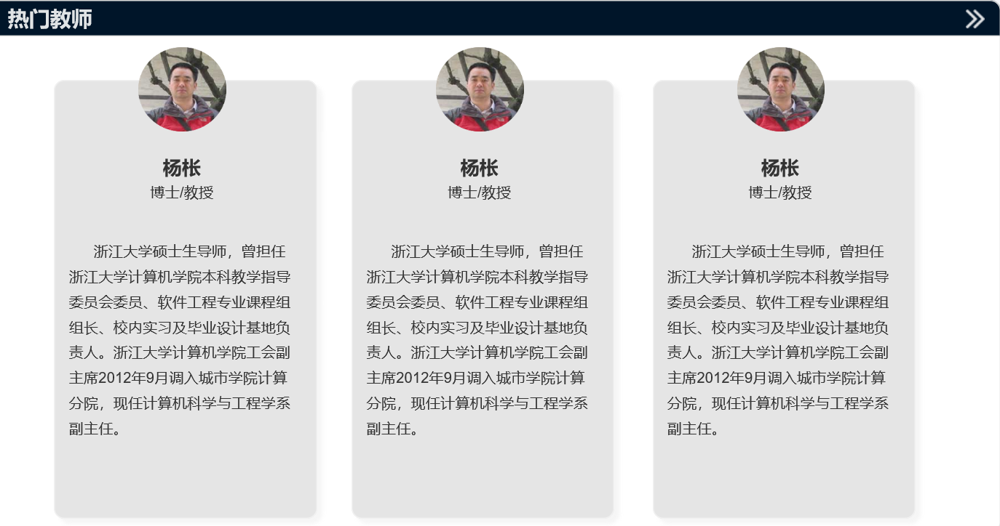 热门教师
杨枨
博士/教授
浙江大学硕士生导师，曾担任
浙江大学计算机学院本科教学指导
委员会委员、软件工程专业课程组
组长、校内实习及毕业设计基地负
责人。浙江大学计算机学院工会副
主席2012年9月调入城市学院计算
分院，现任计算机科学与工程学系
副主任。
杨枨
博士/教授
浙江大学硕士生导师，曾担任
浙江大学计算机学院本科教学指导
委员会委员、软件工程专业课程组
组长、校内实习及毕业设计基地负
责人。浙江大学计算机学院工会副
主席2012年9月调入城市学院计算
分院，现任计算机科学与工程学系
副主任。
杨枨
博士/教授
浙江大学硕士生导师，曾担任
浙江大学计算机学院本科教学指导
委员会委员、软件工程专业课程组
组长、校内实习及毕业设计基地负
责人。浙江大学计算机学院工会副
主席2012年9月调入城市学院计算
分院，现任计算机科学与工程学系
副主任。